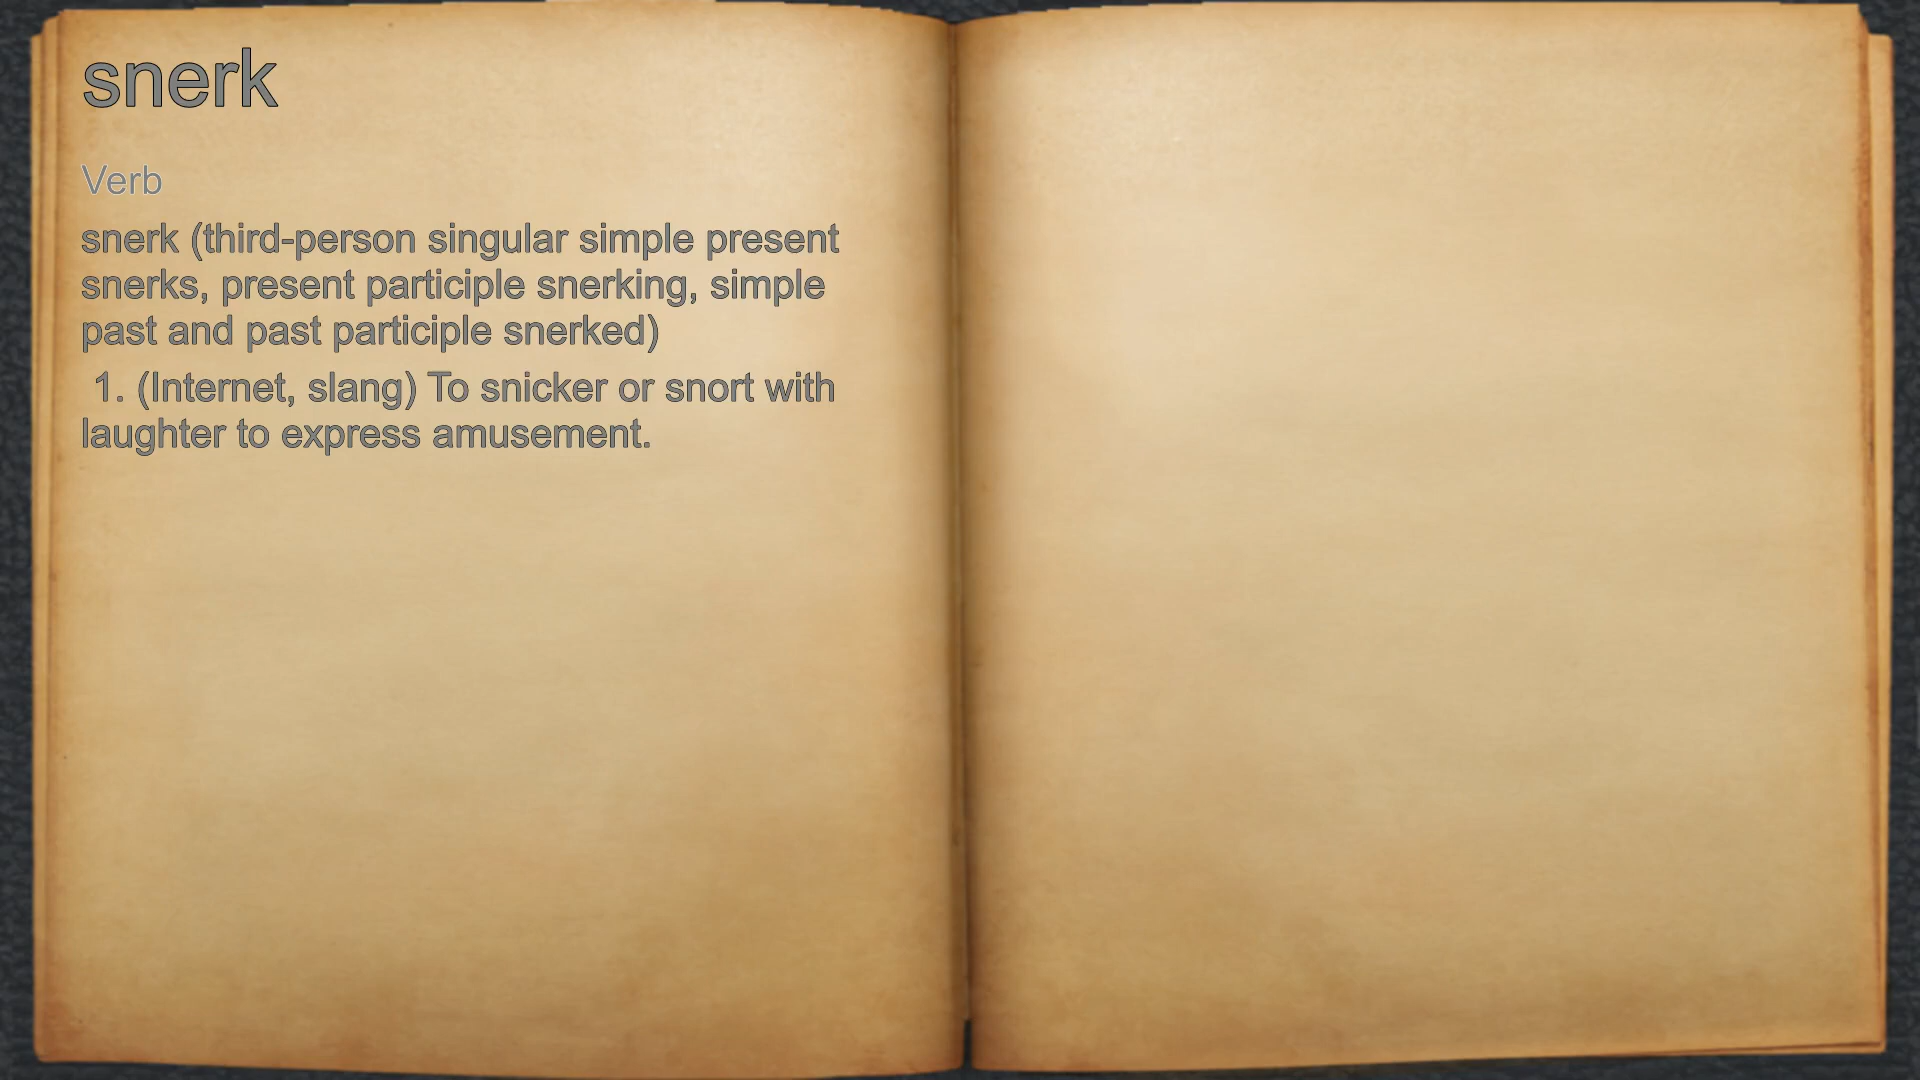 snerk
Verb
snerk (third-person singular simple present
snerks, present participle snerking, simple
past and past participle snerked)
1. (Internet, slang) To snicker or snort with
laughter to express amusement.